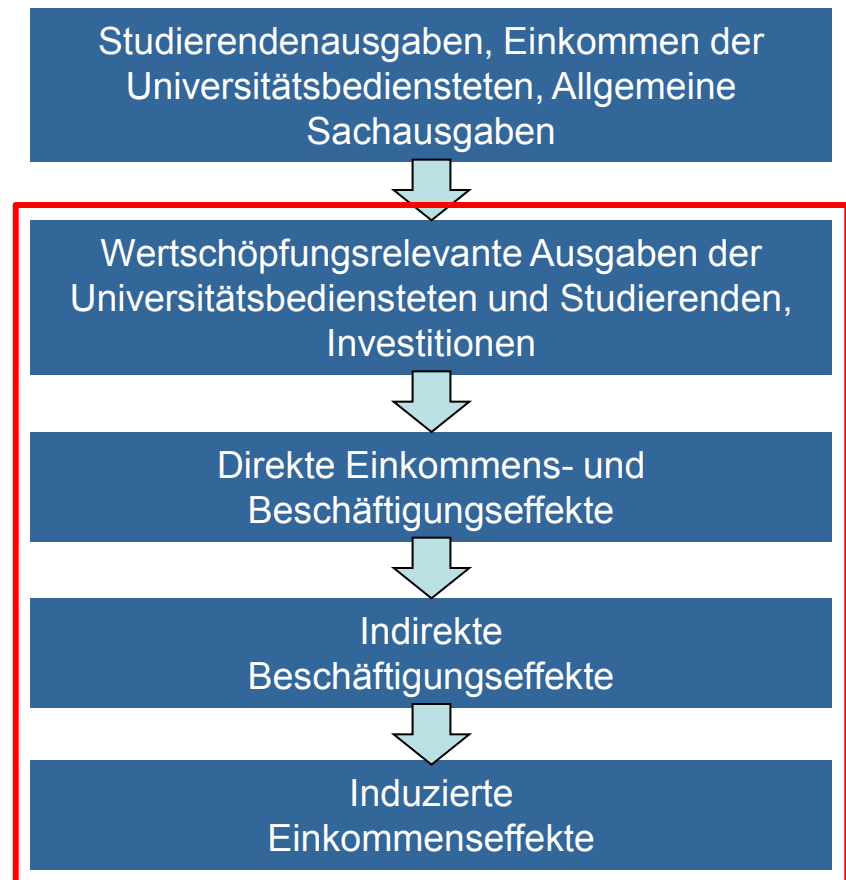 Studierendenausgaben, Einkommen der
Universitätsbediensteten, Allgemeine
Sachausgaben
Wertschöpfungsrelevante Ausgaben der
Universitätsbediensteten und Studierenden,
Investitionen
Direkte Einkommens- und
Beschäftigungseffekte
Indirekte
Beschäftigungseffekte
Induzierte
Einkommenseffekte